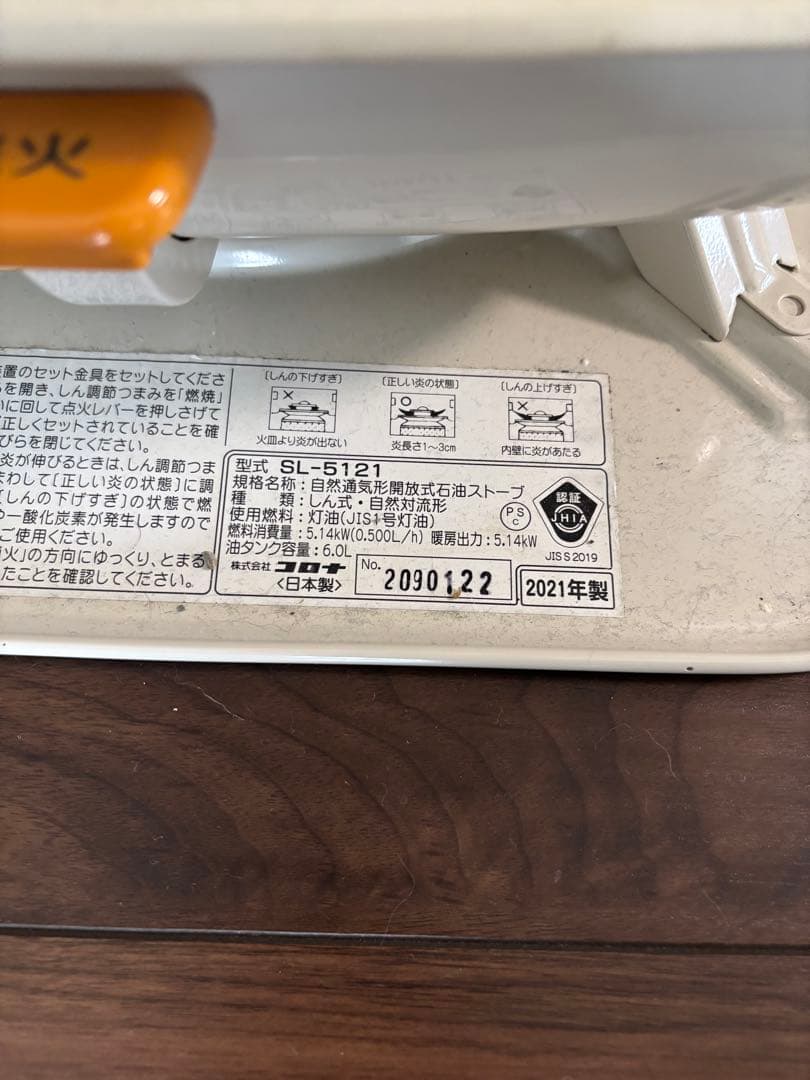 火
置のセット金具をセットしてくださ
を開き、しん調節つまみを「燃焼」
いに回して点火レバーを押しさげて
正しくセットされていることを確
びらを閉じてください。
炎が伸びるときは、しん調節つま
まわして〔正しい炎の状態〕に調
〔しんの下げすぎ〕の状態で燃
や一酸化炭素が発生しますので
ご使用ください。
火」の方向にゆっくり、とまる
たことを確認してください。
〔しんの下げすぎ〕
火皿より炎が出ない
〔正しい炎の状態〕
炎長さ1〜3cm
〔しんの上げすぎ〕
内壁に炎があたる
型式 SL-5121
規格名称：自然通気形開放式石油ストーブ
種 類：しん式・自然対流形
使用燃料：灯油(JIS1号灯油)
燃料消費量：5.14kW(0.500L/h) 暖房出力：5.14kW
油タンク容量：6.0L
株式会社 コロナ
〈日本製〉
No. 2090122
PS
C
認証
JHIA
JIS S 2019
2021年製